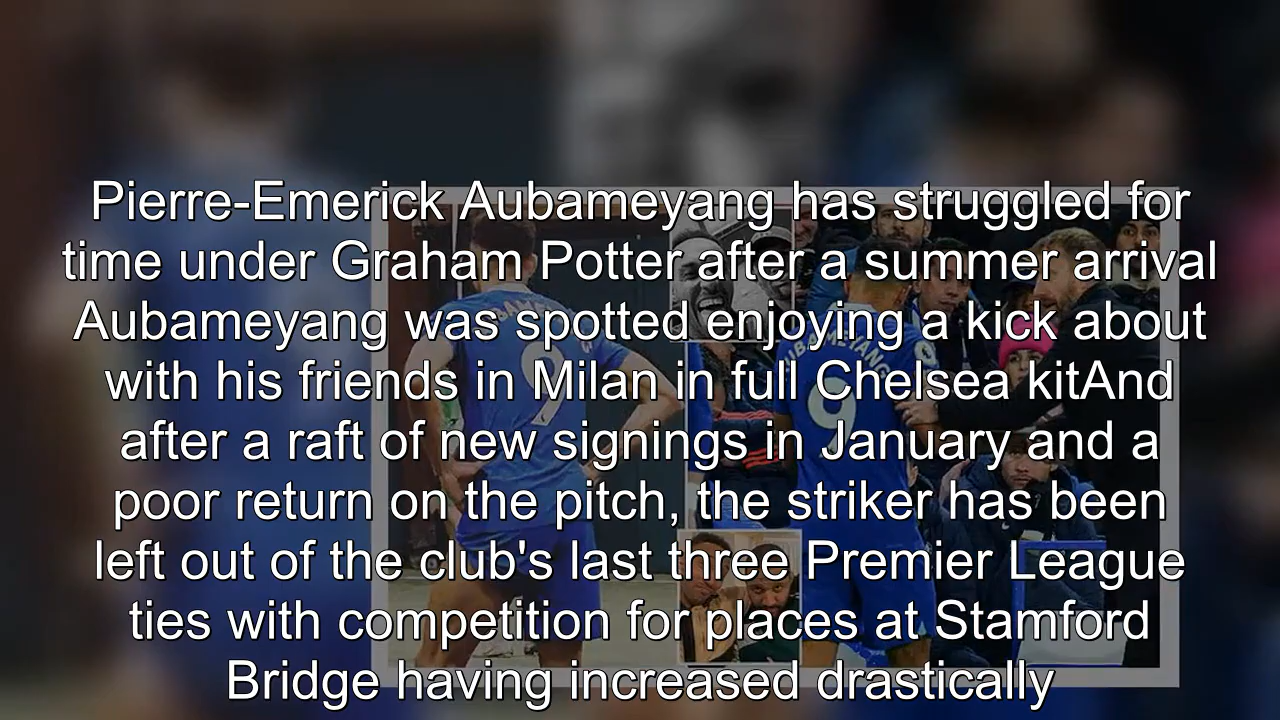 Pierre-Emerick Aubameyang has struggled for
time under Graham Potter after a summer arrival
Aubameyang was spotted enjoying a kick about
with his friends in Milan in full Chelsea kitAnd
after a raft of new signings in January and a
poor return on the pitch, the striker has been
left out of the club's last three Premier League
ties with competition for places at Stamford
Bridge having increased drastically
9
9